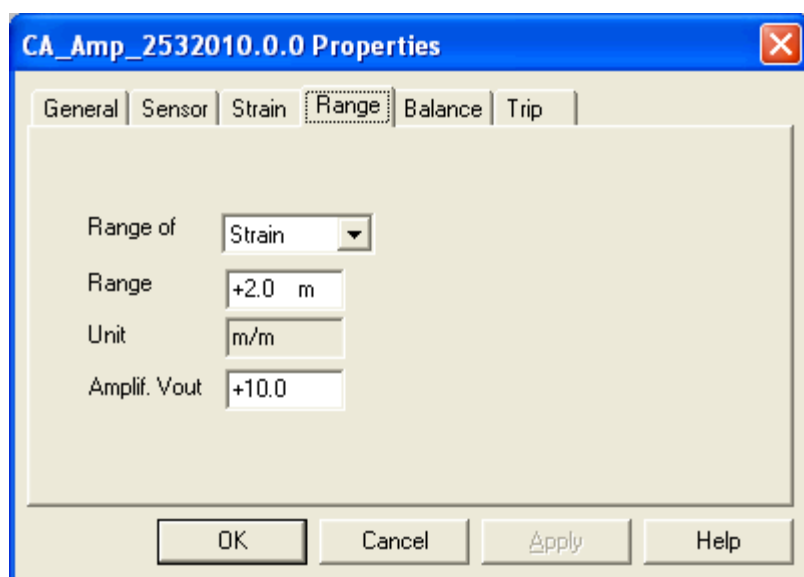 CA_Amp_2532010.0.0 Properties
General Sensor Strain Range Balance Trip
Range of Strain
Range +2.0 m
Unit m/m
Amplif. Vout +10.0
OK Cancel Apply Help